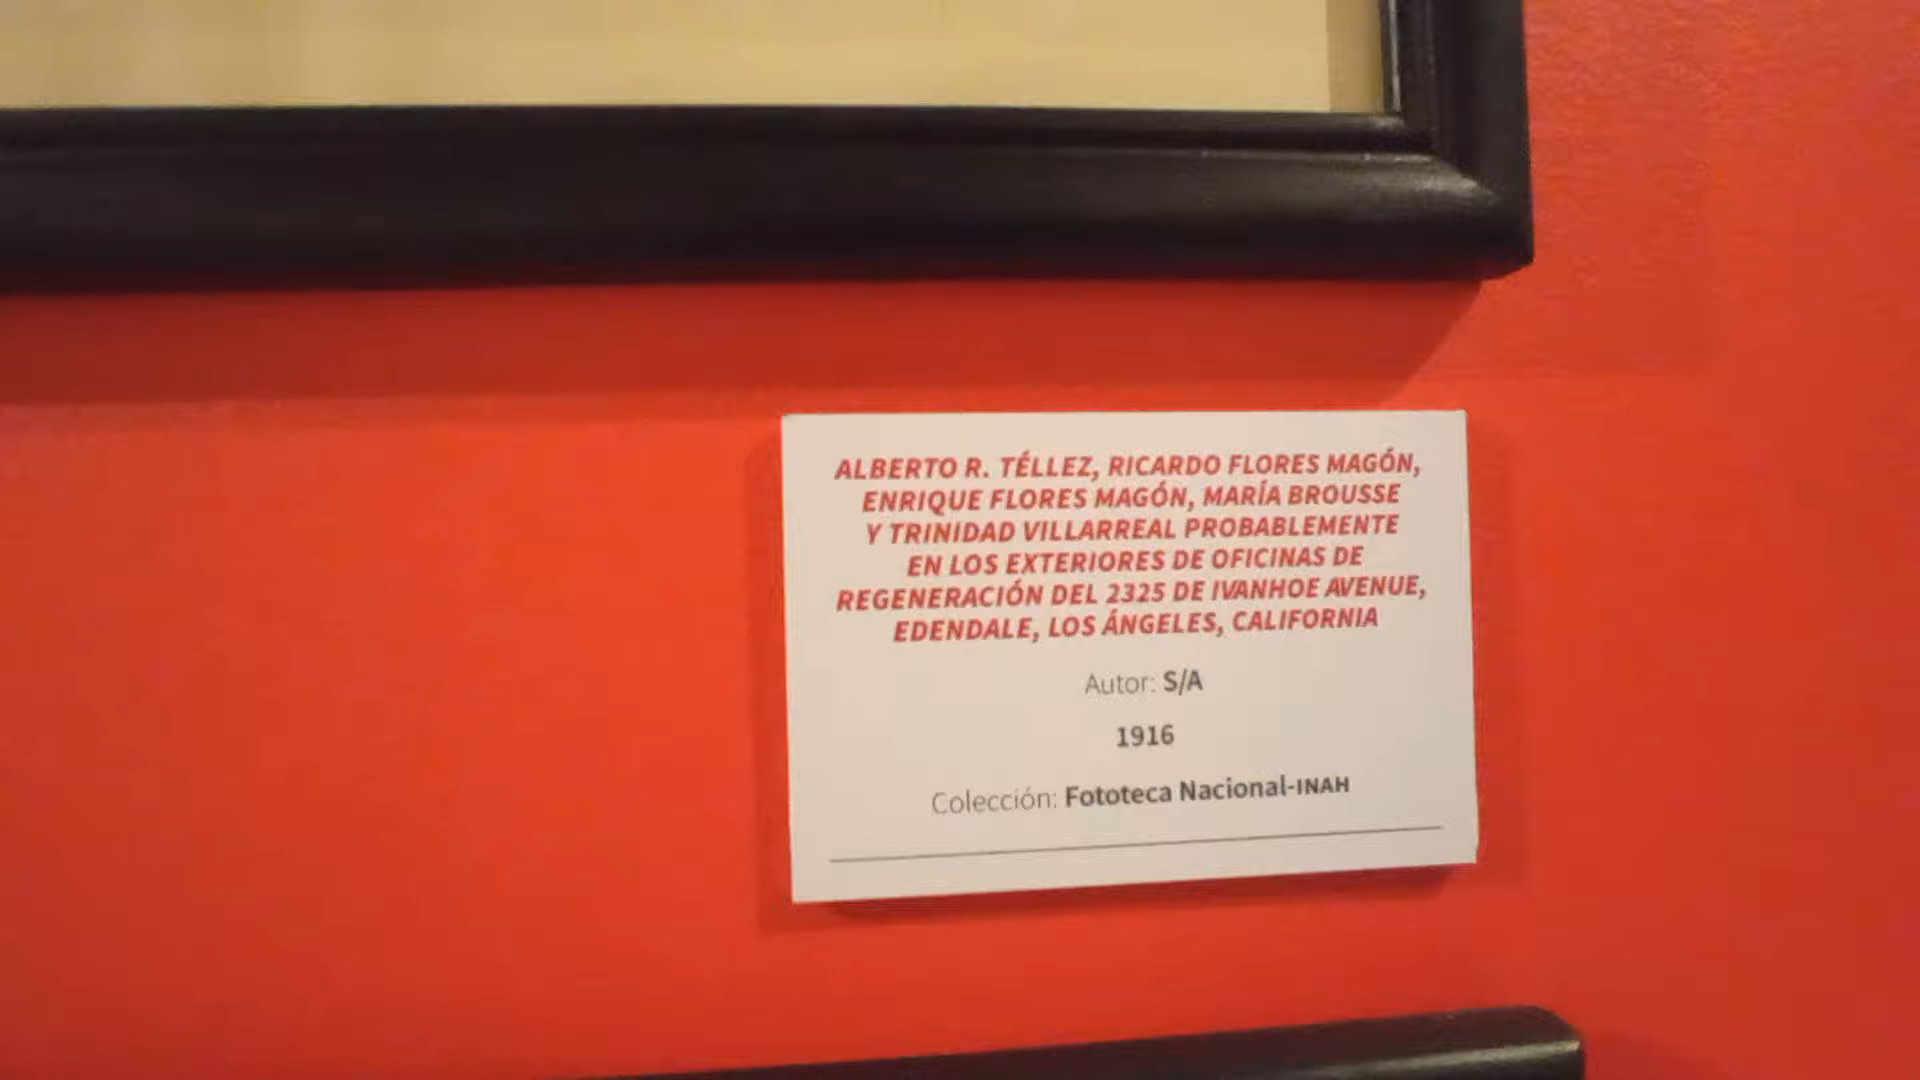 ALBERTO R. TÉLLEZ, RICARDO FLORES MAGÓN,
ENRIQUE FLORES MAGÓN, MARÍA BROUSSE
Y TRINIDAD VILLARREAL PROBABLEMENTE
EN LOS EXTERIORES DE OFICINAS DE
REGENERACIÓN DEL 2325 DE IVANHOE AVENUE,
EDENDALE, LOS ÁNGELES, CALIFORNIA
Autor: S/A
1916
Colección: Fototeca Nacional-INAH